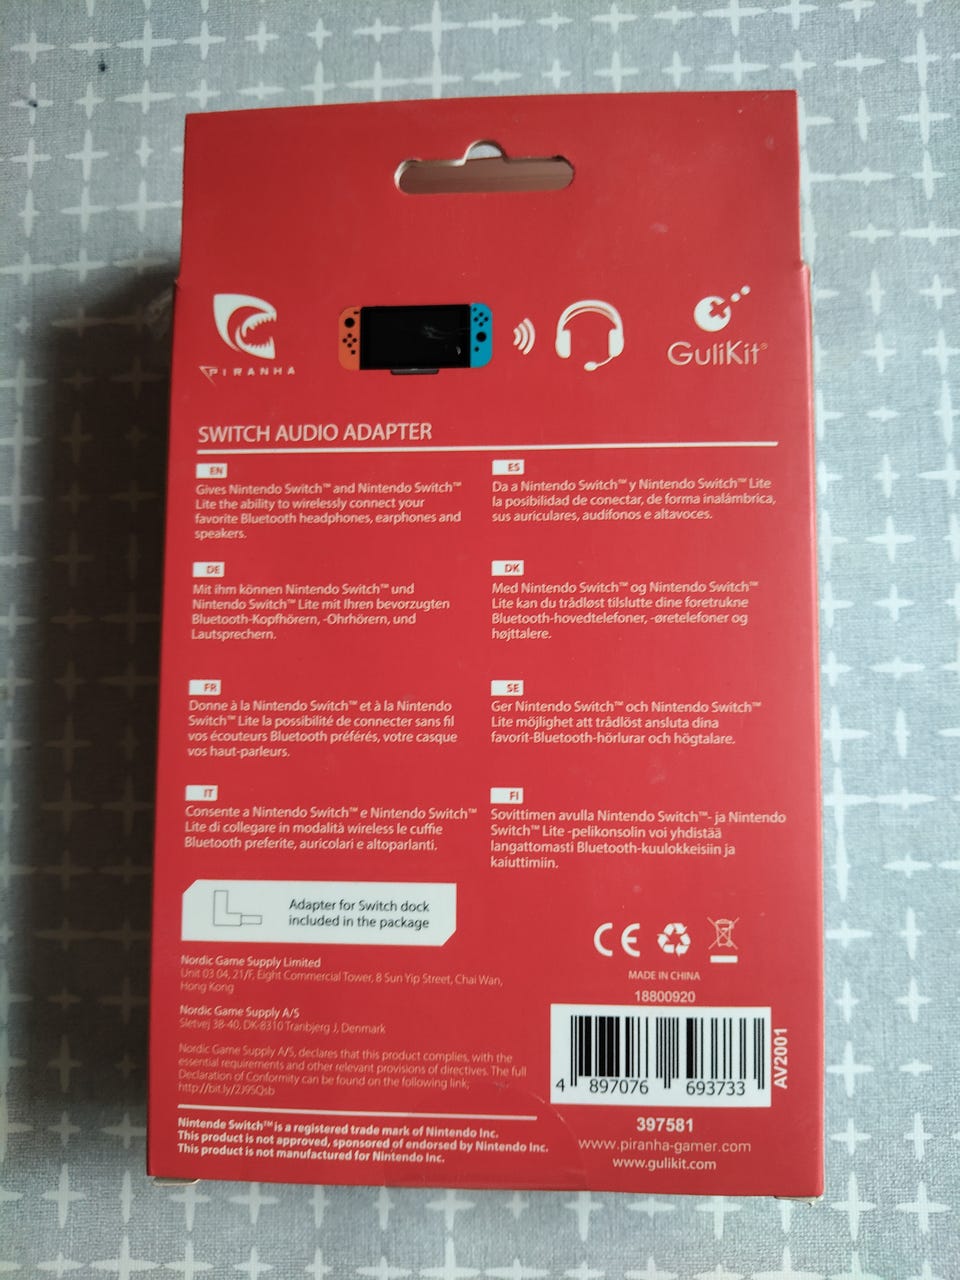 PIRANHA
GuliKit®
SWITCH AUDIO ADAPTER
EN
Gives Nintendo Switch™ and Nintendo Switch™
Lite the ability to wirelessly connect your
favorite Bluetooth headphones, earphones and
speakers.
ES
Da a Nintendo Switch™ y Nintendo Switch™ Lite
la posibilidad de conectar, de forma inalámbrica,
sus auriculares, audífonos e altavoces.
DE
Mit ihm können Nintendo Switch™ und
Nintendo Switch™ Lite mit Ihren bevorzugten
Bluetooth-Kopfhörern, -Ohrhörern, und
Lautsprechern.
DK
Med Nintendo Switch™ og Nintendo Switch™
Lite kan du trådløst tilslutte dine foretrukne
Bluetooth-hovedtelefoner, -øretelefoner og
højttalere.
FR
Donne à la Nintendo Switch™ et à la Nintendo
Switch™ Lite la possibilité de connecter sans fil
vos écouteurs Bluetooth préférés, votre casque
vos haut-parleurs.
SE
Ger Nintendo Switch™ och Nintendo Switch™
Lite möjlighet att trådlöst ansluta dina
favorit-Bluetooth-hörlurar och högtalare.
IT
Consente a Nintendo Switch™ e Nintendo Switch™
Lite di collegare in modalità wireless le cuffie
Bluetooth preferite, auricolari e altoparlanti.
FI
Sovittimen avulla Nintendo Switch™- ja Nintendo
Switch™ Lite -pelikonsolin voi yhdistää
langattomasti Bluetooth-kuulokkeisiin ja
kaiuttimiin.
Adapter for Switch dock
included in the package
Nordic Game Supply Limited
Unit 03 04, 21/F, Eight Commercial Tower, 8 Sun Yip Street, Chai Wan,
Hong Kong
Nordic Game Supply A/S
Sletvej 38-40, DK-8310 Tranbjerg J, Denmark
Nordic Game Supply A/S, declares that this product complies, with the
essential requirements and other relevant provisions of directives. The full
Declaration of Conformity can be found on the following link;
http://bit.ly/2J9SQsb
Nintende Switch™ is a registered trade mark of Nintendo Inc.
This product is not approved, sponsored of endorsed by Nintendo Inc.
This product is not manufactured for Nintendo Inc.
CE
MADE IN CHINA
18800920
4 897076 693733
AV2001
397581
www.piranha-gamer.com
www.gulikit.com